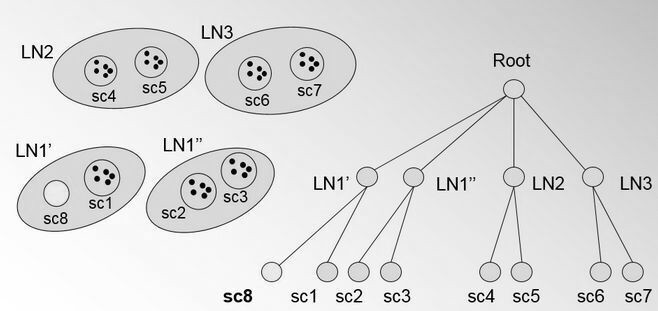 LN2
LN3
sc4
sc5
sc6
sc7
LN1’
LN1”
sc8
sc1
sc2
sc3
Root
LN1’
LN1”
LN2
LN3
sc8
sc1
sc2
sc3
sc4
sc5
sc6
sc7